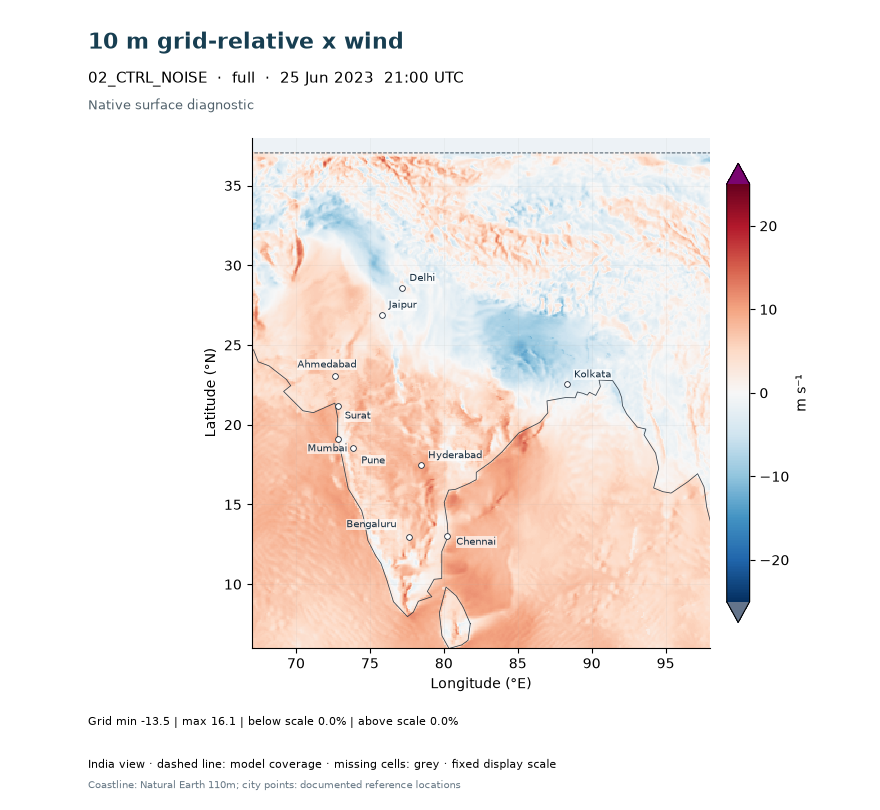 10 m grid-relative x wind
02_CTRL_NOISE · full · 25 Jun 2023 21:00 UTC
Native surface diagnostic
35
30
25
20
15
10
Latitude (°N)
Delhi
Jaipur
Ahmedabad
Kolkata
Surat
Mumbai
Pune
Hyderabad
Bengaluru
Chennai
70 75 80 85 90 95
Longitude (°E)
20
10
0
−10
−20
m s⁻¹
Grid min -13.5 | max 16.1 | below scale 0.0% | above scale 0.0%
India view · dashed line: model coverage · missing cells: grey · fixed display scale
Coastline: Natural Earth 110m; city points: documented reference locations